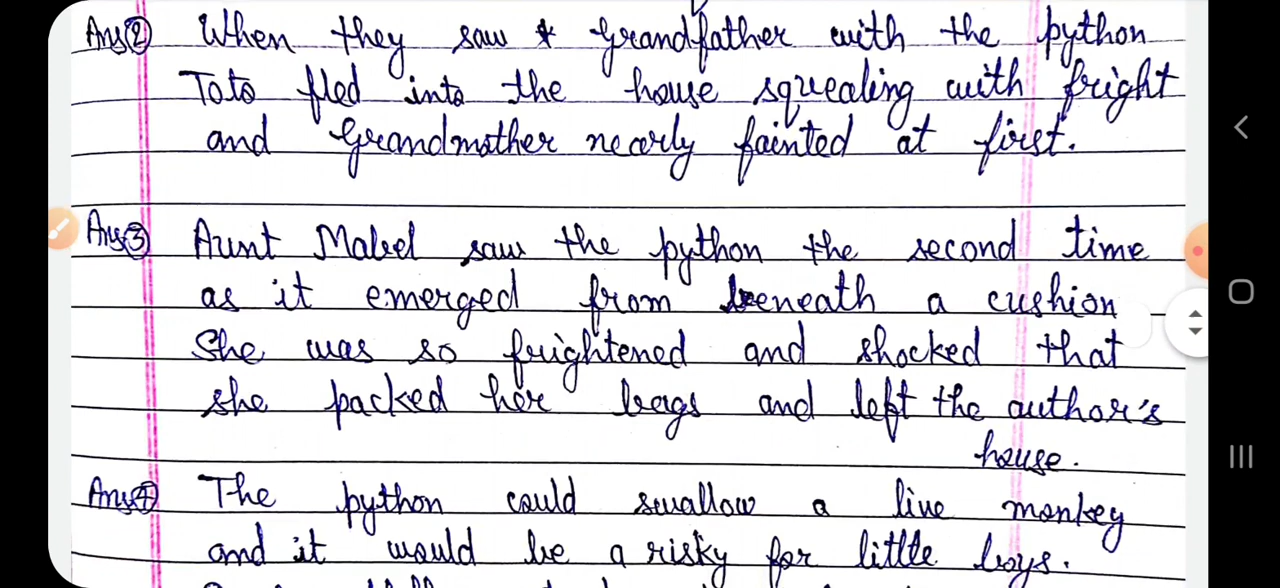 Ans② When they saw Grandfather with the python
Toto fled into the house squealing with fright
and Grandmother nearly fainted at first.
Ans③ Aunt Mabel saw the python the second time
as it emerged from beneath a cushion
She was so frightened and shocked that
she packed her bags and left the author's
house.
Ans④ The python could swallow a live monkey
and it would be a risky for little boys.